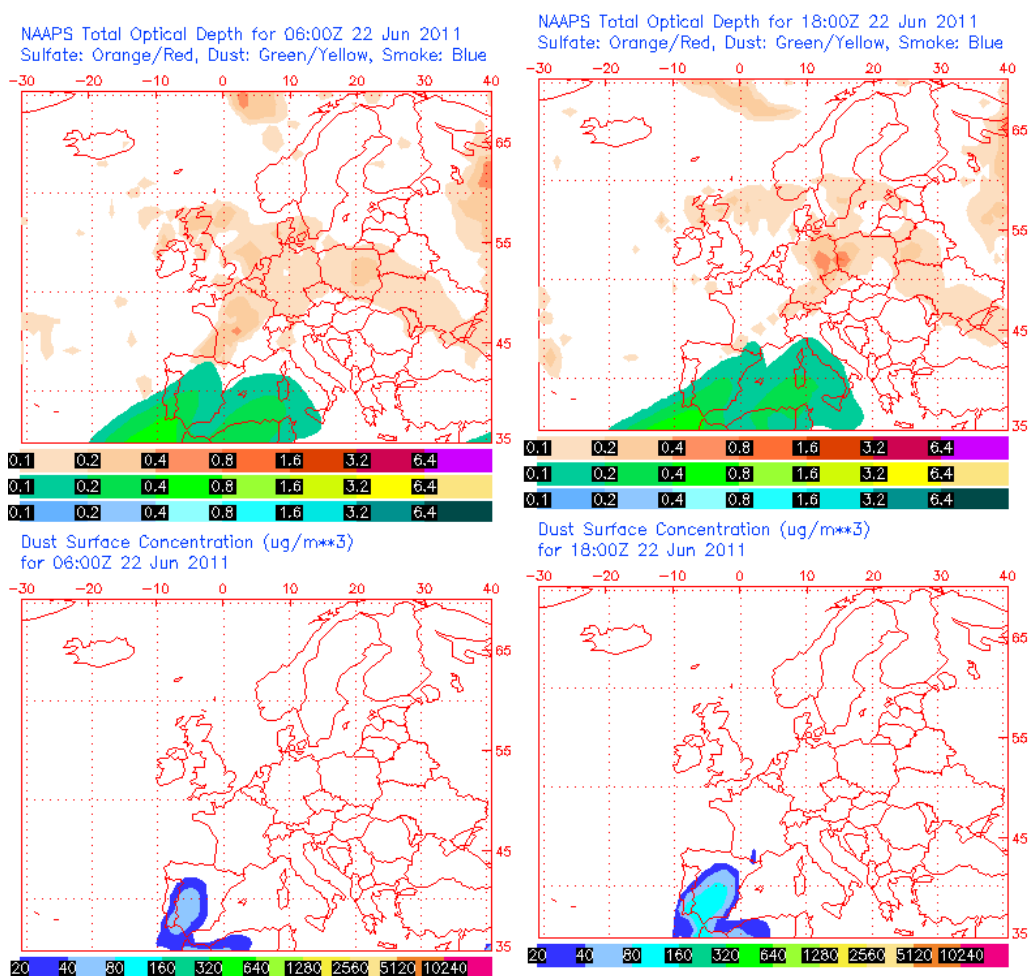 NAAPS Total Optical Depth for 06:00Z 22 Jun 2011
Sulfate: Orange/Red, Dust: Green/Yellow, Smoke: Blue
-30 -20 -10 0 10 20 30 40
65
55
45
35
0.1 0.2 0.4 0.8 1.6 3.2 6.4
0.1 0.2 0.4 0.8 1.6 3.2 6.4
0.1 0.2 0.4 0.8 1.6 3.2 6.4
NAAPS Total Optical Depth for 18:00Z 22 Jun 2011
Sulfate: Orange/Red, Dust: Green/Yellow, Smoke: Blue
-30 -20 -10 0 10 20 30 40
65
55
45
35
0.1 0.2 0.4 0.8 1.6 3.2 6.4
0.1 0.2 0.4 0.8 1.6 3.2 6.4
0.1 0.2 0.4 0.8 1.6 3.2 6.4
Dust Surface Concentration (ug/m**3)
for 06:00Z 22 Jun 2011
-30 -20 -10 0 10 20 30 40
65
55
45
35
20 40 80 160 320 640 1280 2560 5120 10240
Dust Surface Concentration (ug/m**3)
for 18:00Z 22 Jun 2011
-30 -20 -10 0 10 20 30 40
65
55
45
35
20 40 80 160 320 640 1280 2560 5120 10240